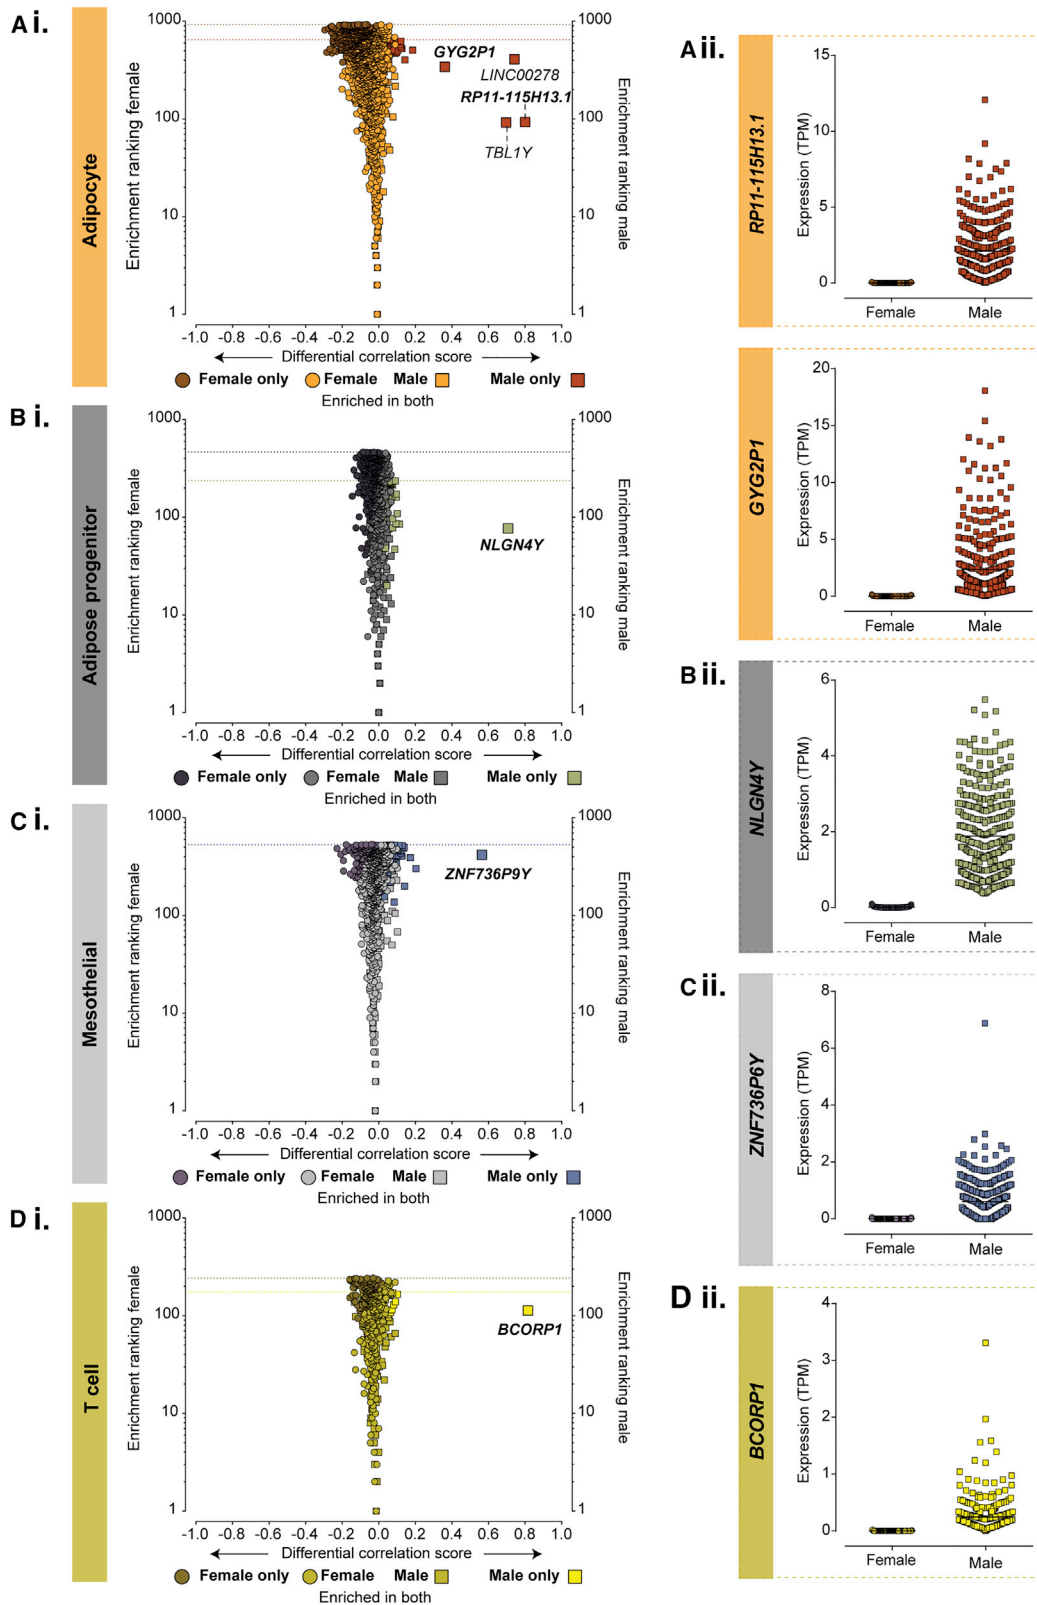 A i.
Adipocyte
Enrichment ranking female
1000
100
10
1
1000
100
10
1
Enrichment ranking male
GYG2P1
LINC00278
RP11-115H13.1
TBL1Y
-1.0 -0.8 -0.6 -0.4 -0.2 0.0 0.2 0.4 0.6 0.8 1.0
Differential correlation score
Female only Female Male Male only
Enriched in both
B i.
Adipose progenitor
Enrichment ranking female
1000
100
10
1
1000
100
10
1
Enrichment ranking male
NLGN4Y
-1.0 -0.8 -0.6 -0.4 -0.2 0.0 0.2 0.4 0.6 0.8 1.0
Differential correlation score
Female only Female Male Male only
Enriched in both
C i.
Mesothelial
Enrichment ranking female
1000
100
10
1
1000
100
10
1
Enrichment ranking male
ZNF736P9Y
-1.0 -0.8 -0.6 -0.4 -0.2 0.0 0.2 0.4 0.6 0.8 1.0
Differential correlation score
Female only Female Male Male only
Enriched in both
D i.
T cell
Enrichment ranking female
1000
100
10
1
1000
100
10
1
Enrichment ranking male
BCORP1
-1.0 -0.8 -0.6 -0.4 -0.2 0.0 0.2 0.4 0.6 0.8 1.0
Differential correlation score
Female only Female Male Male only
Enriched in both
A ii.
RP11-115H13.1
Expression (TPM)
15
10
5
0
Female Male
GYG2P1
Expression (TPM)
20
15
10
5
0
Female Male
B ii.
NLGN4Y
Expression (TPM)
6
4
2
0
Female Male
C ii.
ZNF736P6Y
Expression (TPM)
8
6
4
2
0
Female Male
D ii.
BCORP1
Expression (TPM)
4
3
2
1
0
Female Male